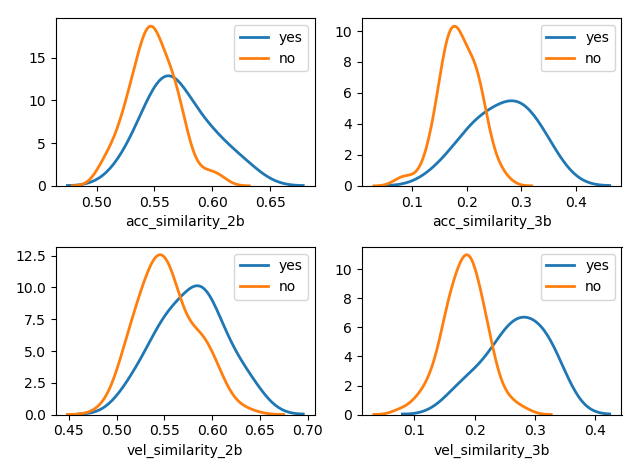 yes
no
15
10
5
0
0.50 0.55 0.60 0.65
acc_similarity_2b
yes
no
10
8
6
4
2
0
0.1 0.2 0.3 0.4
acc_similarity_3b
yes
no
12.5
10.0
7.5
5.0
2.5
0.0
0.45 0.50 0.55 0.60 0.65 0.70
vel_similarity_2b
yes
no
10
8
6
4
2
0
0.1 0.2 0.3 0.4
vel_similarity_3b